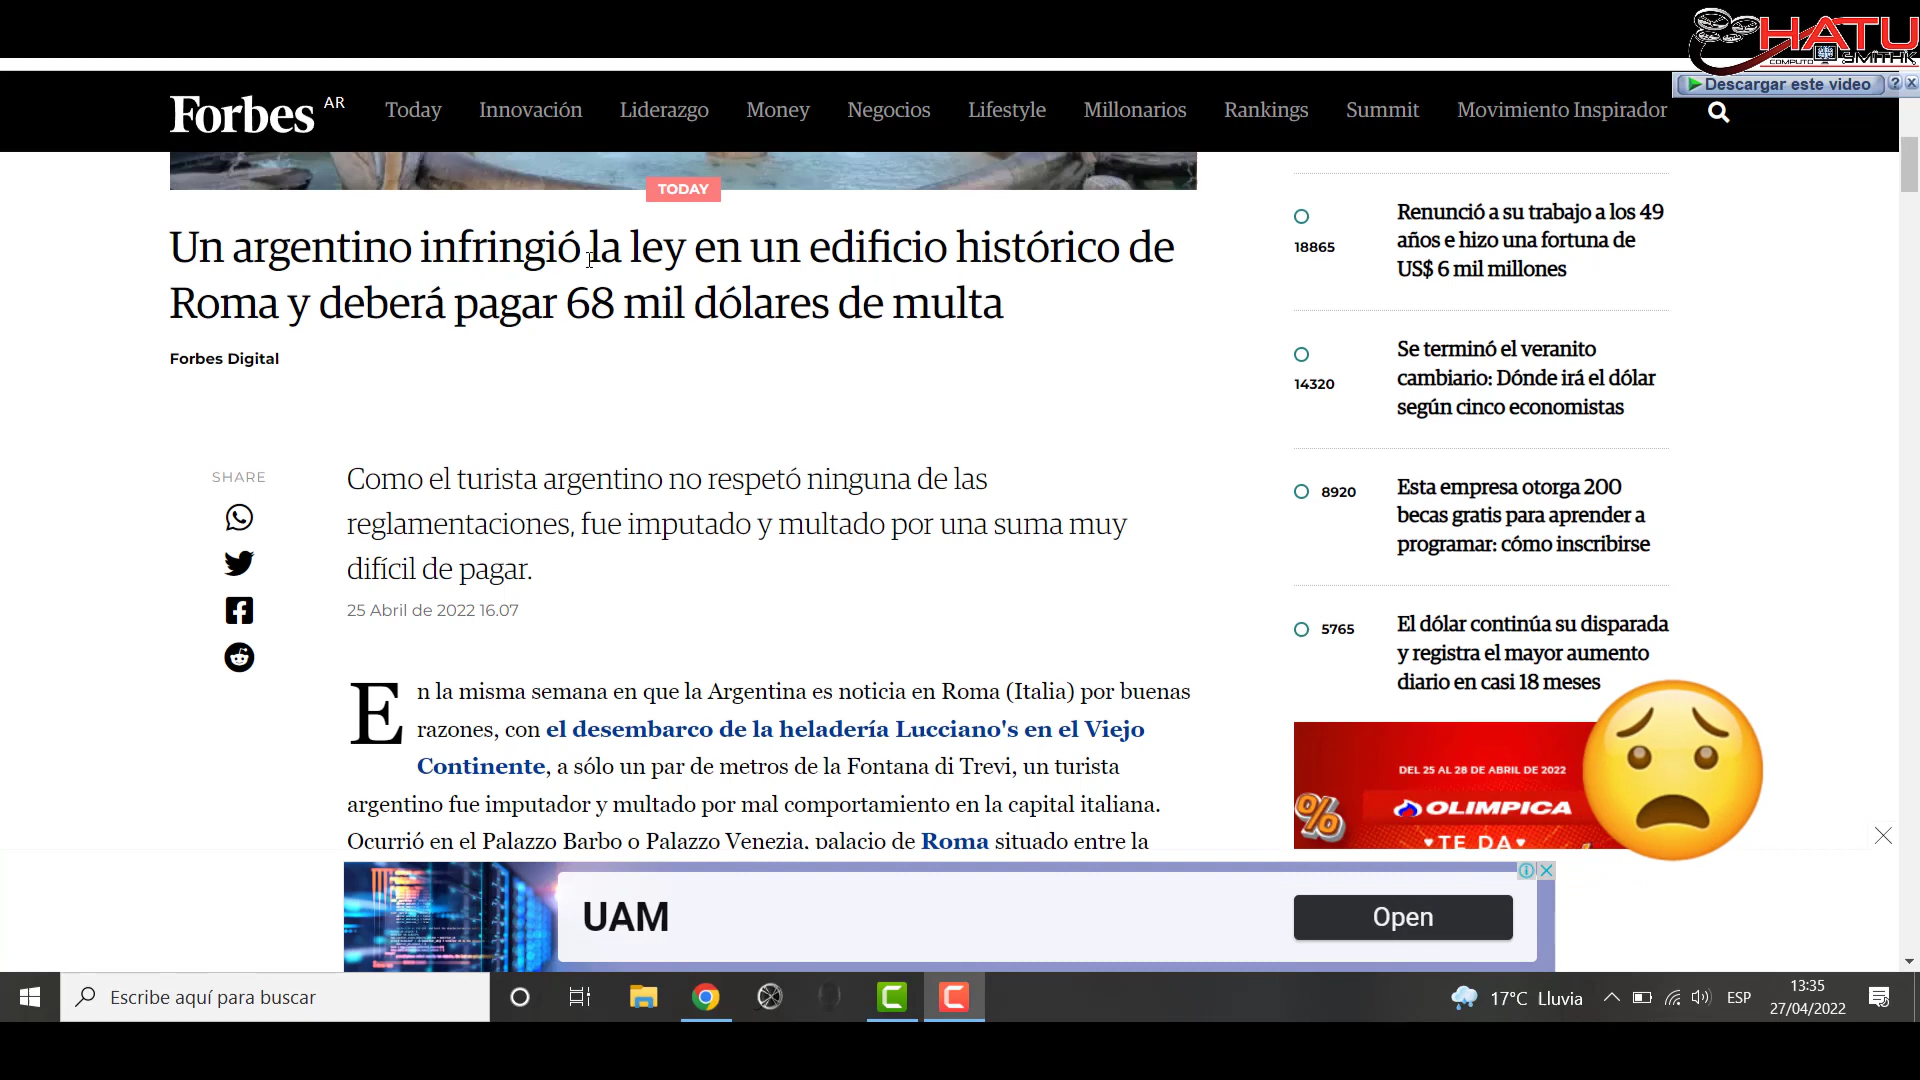 HATU
COMPUTO SMITHK
Descargar este video
Forbes AR
Today Innovación Liderazgo Money Negocios Lifestyle Millonarios Rankings Summit Movimiento Inspirador
TODAY
Un argentino infringió la ley en un edificio histórico de
Roma y deberá pagar 68 mil dólares de multa
Forbes Digital
SHARE
Como el turista argentino no respetó ninguna de las
reglamentaciones, fue imputado y multado por una suma muy
difícil de pagar.
25 Abril de 2022 16.07
En la misma semana en que la Argentina es noticia en Roma (Italia) por buenas
razones, con el desembarco de la heladería Lucciano's en el Viejo
Continente, a sólo un par de metros de la Fontana di Trevi, un turista
argentino fue imputador y multado por mal comportamiento en la capital italiana.
Ocurrió en el Palazzo Barbo o Palazzo Venezia, palacio de Roma situado entre la
18865
Renunció a su trabajo a los 49
años e hizo una fortuna de
US$ 6 mil millones
14320
Se terminó el veranito
cambiario: Dónde irá el dólar
según cinco economistas
8920
Esta empresa otorga 200
becas gratis para aprender a
programar: cómo inscribirse
5765
El dólar continúa su disparada
y registra el mayor aumento
diario en casi 18 meses
DEL 25 AL 28 DE ABRIL DE 2022
%
OLIMPICA
TE DA
UAM
Open
Escribe aquí para buscar
17°C Lluvia
ESP
13:35
27/04/2022